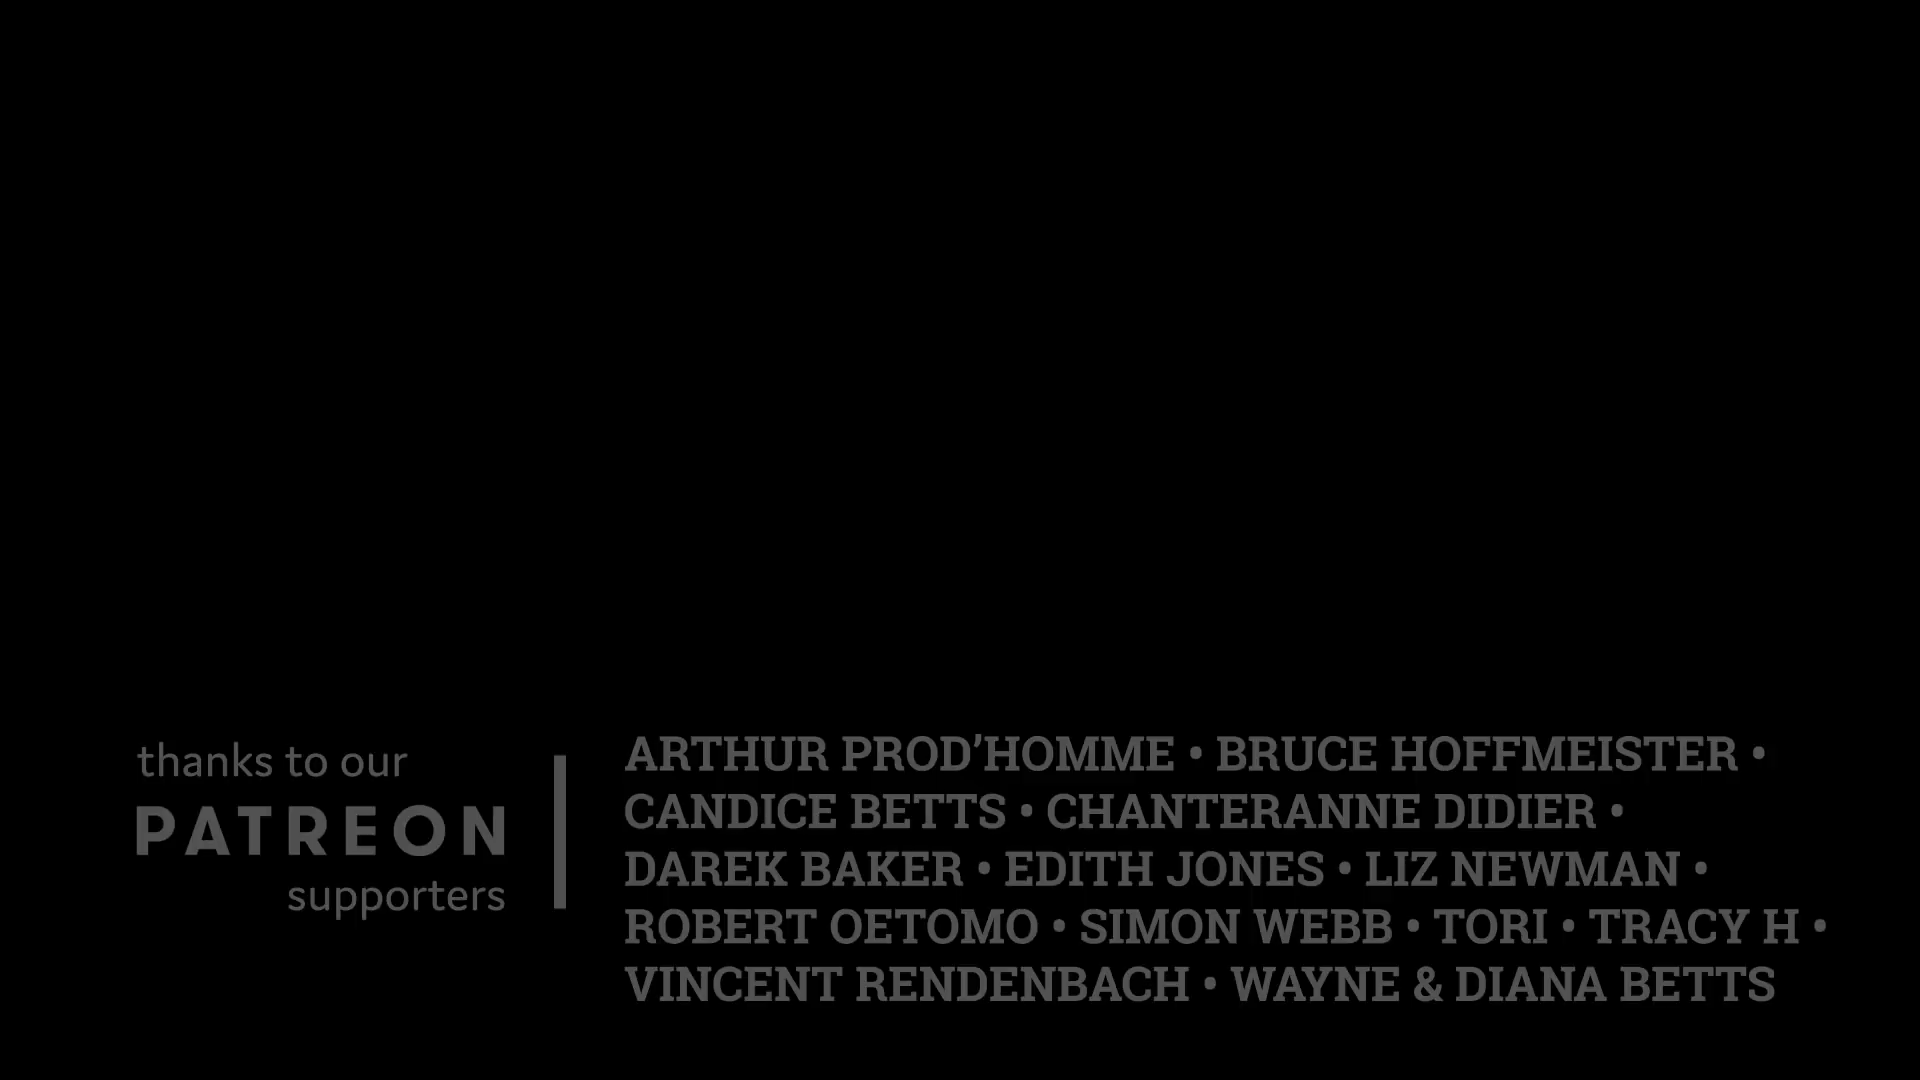 thanks to our
PATREON
supporters
ARTHUR PROD’HOMME • BRUCE HOFFMEISTER •
CANDICE BETTS • CHANTERANNE DIDIER •
DAREK BAKER • EDITH JONES • LIZ NEWMAN •
ROBERT OETOMO • SIMON WEBB • TORI • TRACY H •
VINCENT RENDENBACH • WAYNE & DIANA BETTS